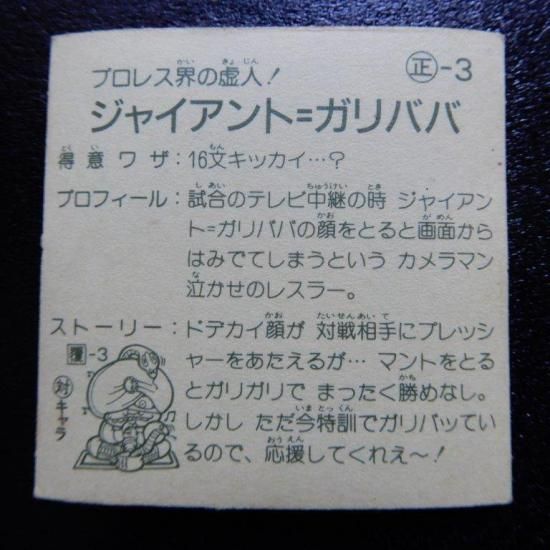 ㊣-3
プロレス界の虚人!
ジャイアント=ガリババ
得意ワザ:16文キッカイ…?
プロフィール:試合のテレビ中継の時 ジャイアン
ト=ガリババの顔をとると画面から
はみでてしまうという カメラマン
泣かせのレスラー。
ストーリー:ドデカイ顔が 対戦相手にプレッシ
ャーをあたえるが… マントをとる
とガリガリで まったく勝めなし。
しかし ただ今特訓でガリバッてい
るので、応援してくれえ〜!
覆-3
対キャラ